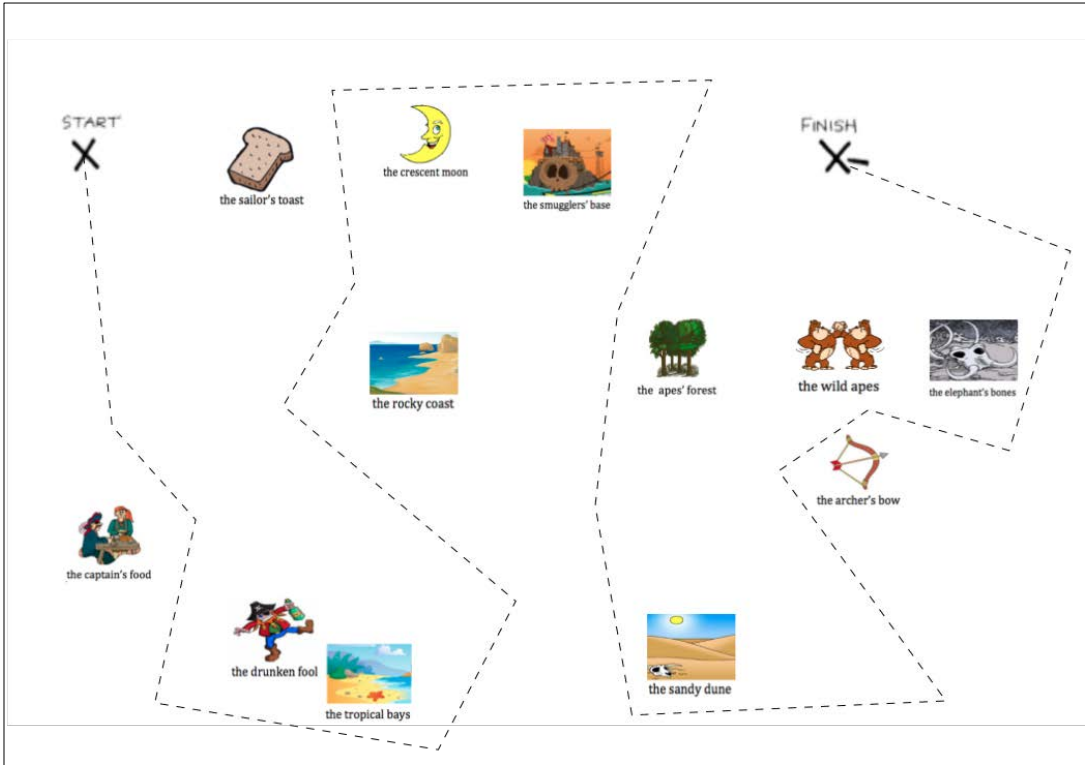 START
FINISH
the crescent moon
the sailor's toast
the smugglers' base
the rocky coast
the apes' forest
the wild apes
the elephant's bones
the archer's bow
the captain's food
the drunken fool
the tropical bays
the sandy dune